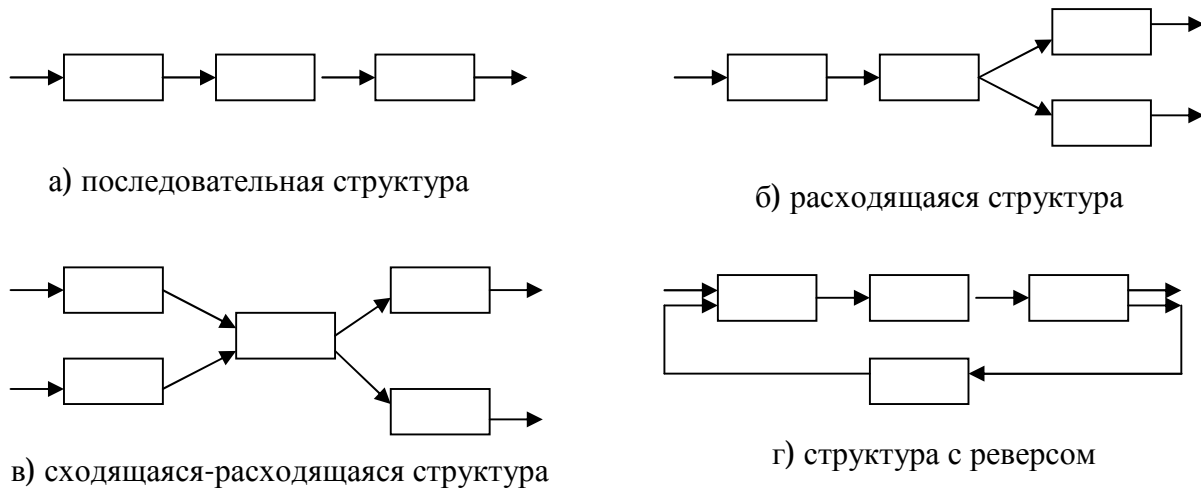 а) последовательная структура
б) расходящаяся структура
в) сходящаяся-расходящаяся структура
г) структура с реверсом